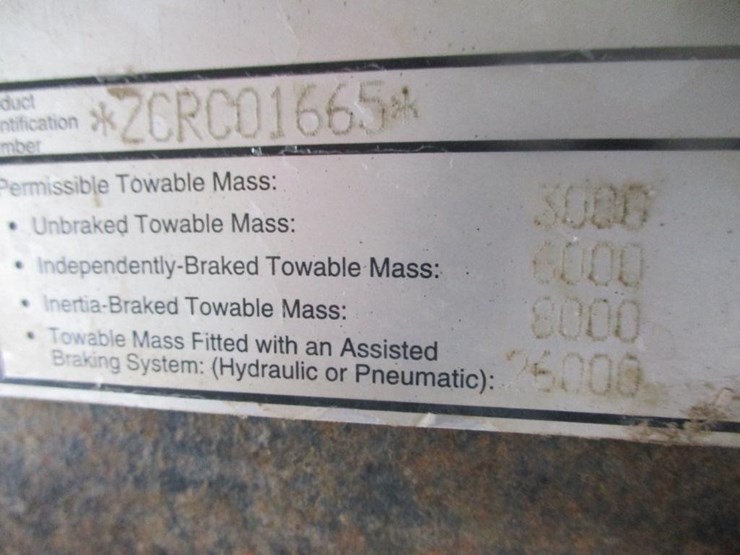 duct
ntification
mber
*ZCRC01665*
Permissible Towable Mass:
• Unbraked Towable Mass: 3000
• Independently-Braked Towable Mass: 6000
• Inertia-Braked Towable Mass: 8000
• Towable Mass Fitted with an Assisted
Braking System: (Hydraulic or Pneumatic): 26000